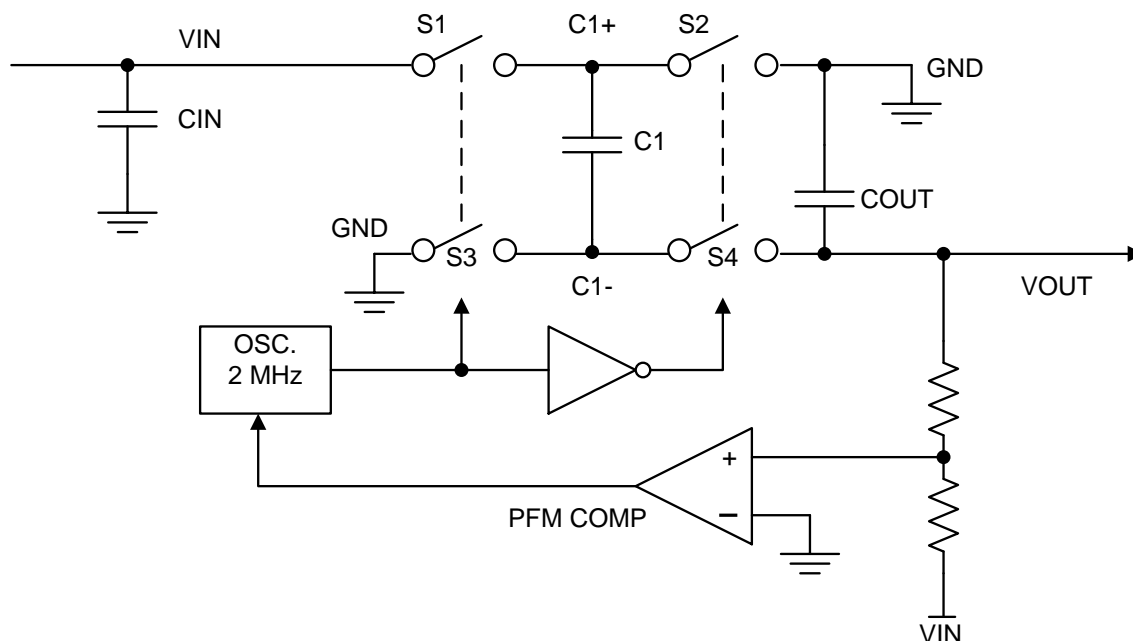 S1
C1+
S2
VIN
GND
CIN
C1
COUT
GND
S3
S4
C1-
VOUT
OSC.
2 MHz
+
PFM COMP
−
VIN